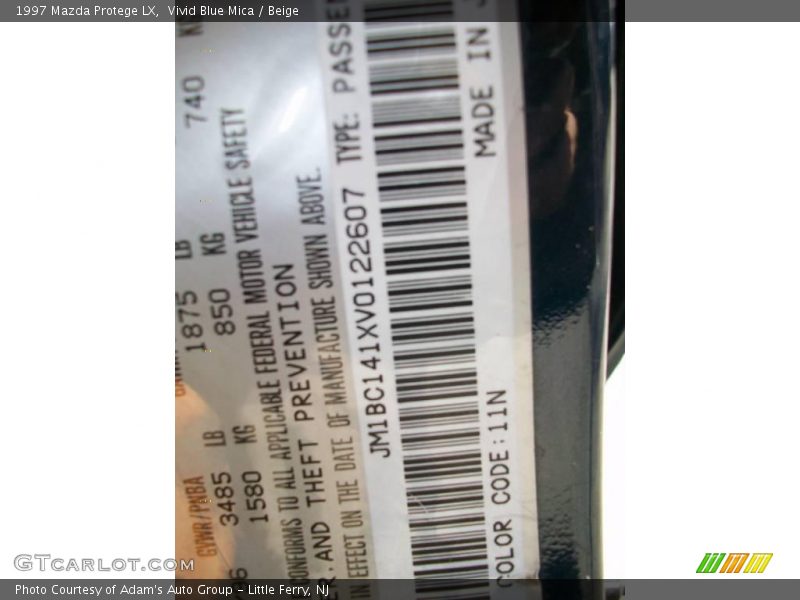 1997 Mazda Protege LX,  Vivid Blue Mica / Beige
GVWR/PNBA
3485 LB
1580 KG
1875 LB
850 KG
740
CONFORMS TO ALL APPLICABLE FEDERAL MOTOR VEHICLE SAFETY
AND THEFT PREVENTION
IN EFFECT ON THE DATE OF MANUFACTURE SHOWN ABOVE.
JM1BC141XV0122607 TYPE: PASSE
COLOR CODE:11N
MADE IN
GTCarlot.com
Photo Courtesy of Adam's Auto Group - Little Ferry, NJ